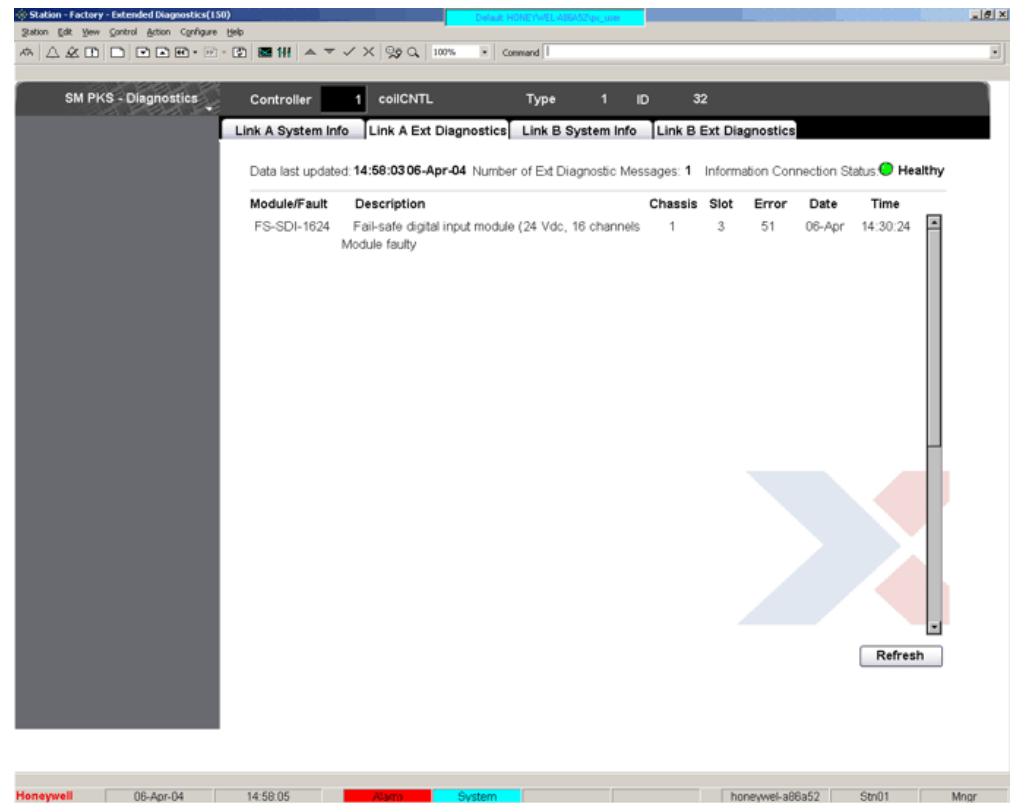 Station - Factory - Extended Diagnostics(150)
Default HONEYWEL-A86A52\ps_user
Station Edit View Control Action Configure Help
100% Command
SM PKS - Diagnostics Controller 1 coilCNTL Type 1 ID 32
Link A System Info Link A Ext Diagnostics Link B System Info Link B Ext Diagnostics
Data last updated: 14:58:03 06-Apr-04 Number of Ext Diagnostic Messages: 1 Information Connection Status: Healthy
Module/Fault Description Chassis Slot Error Date Time
FS-SDI-1624 Fail-safe digital input module (24 Vdc, 16 channels 1 3 51 06-Apr 14:30:24
Module faulty
Refresh
Honeywell 06-Apr-04 14:58:05 Alarm System honeywel-a86a52 Stn01 Mngr